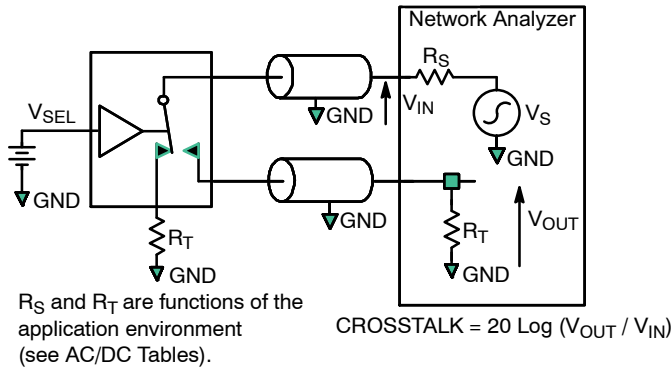 Network Analyzer
R_S
V_SEL
GND
V_IN
V_S
GND
GND
GND
R_T
V_OUT
R_T
GND
GND
R_S and R_T are functions of the
application environment
(see AC/DC Tables).
CROSSTALK = 20 Log (V_OUT / V_IN)